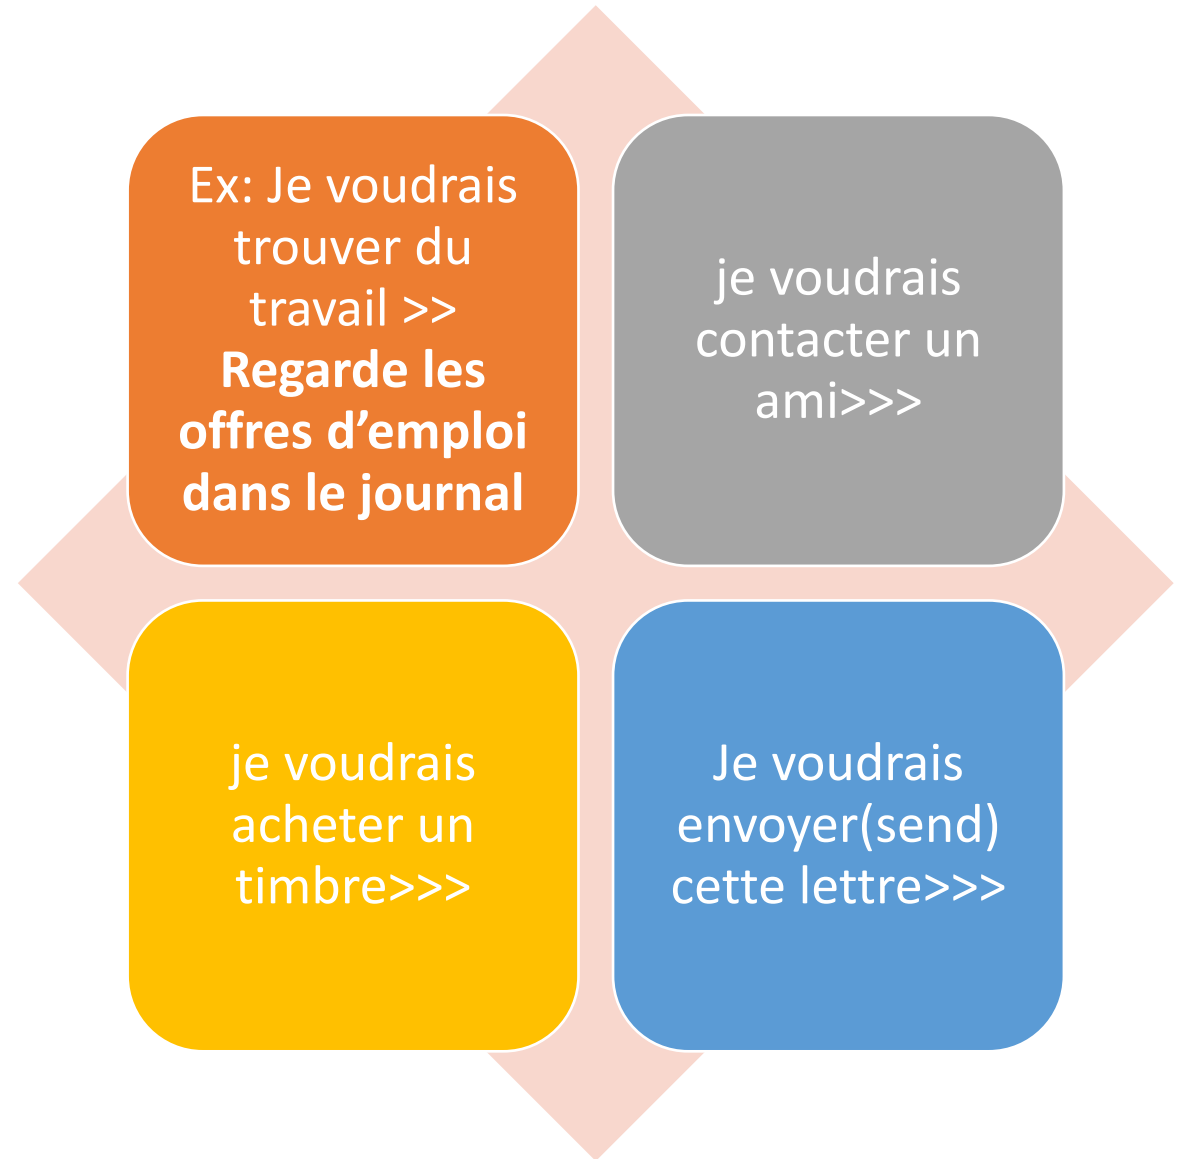 Ex: Je voudrais
trouver du
travail >>
Regarde les
offres d’emploi
dans le journal
je voudrais
contacter un
ami>>>
je voudrais
acheter un
timbre>>>
Je voudrais
envoyer(send)
cette lettre>>>